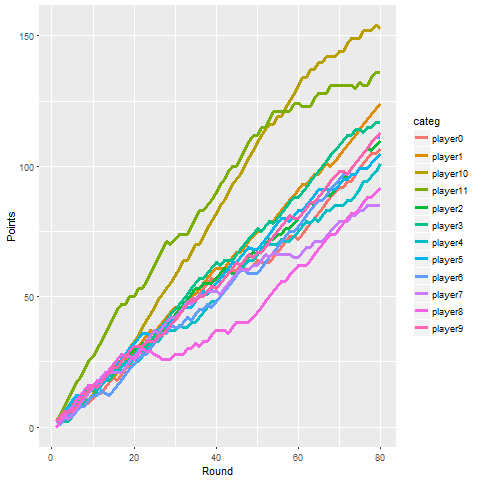 150
100
50
0
Points
0
20
40
60
80
Round
categ
player0
player1
player10
player11
player2
player3
player4
player5
player6
player7
player8
player9